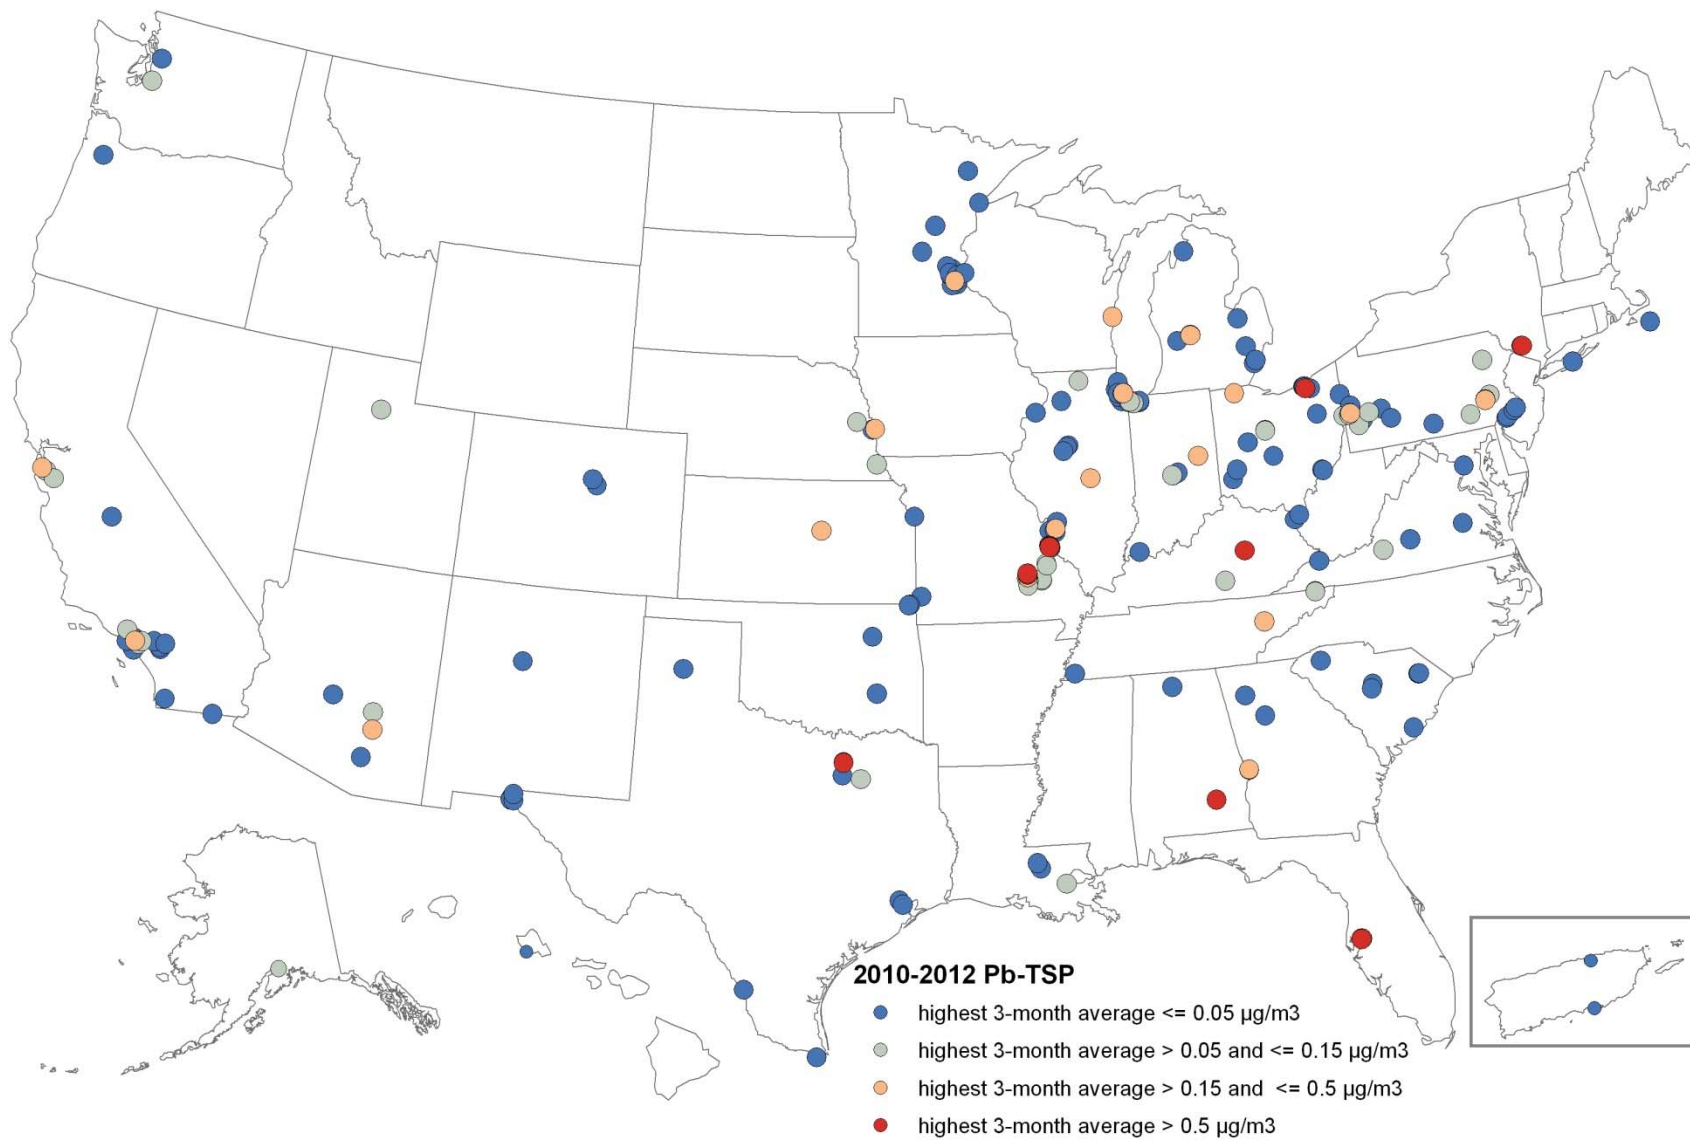 2010-2012 Pb-TSP
highest 3-month average <= 0.05 µg/m3
highest 3-month average > 0.05 and <= 0.15 µg/m3
highest 3-month average > 0.15 and  <= 0.5 µg/m3
highest 3-month average > 0.5 µg/m3